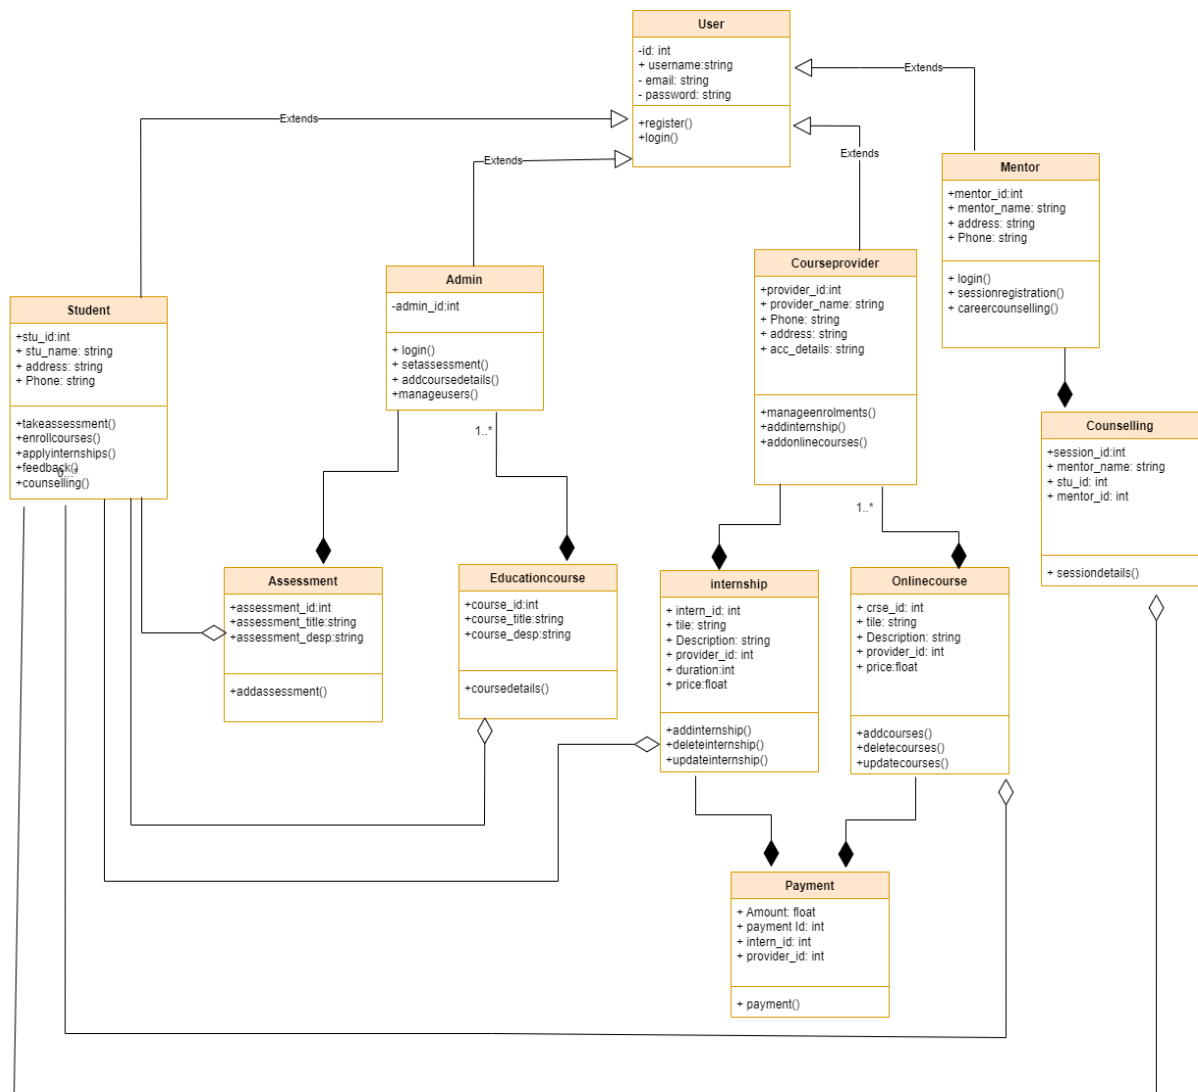 User
-id: int
+ username:string
- email: string
- password: string
+register()
+login()
Extends
Extends
Extends
Extends
Mentor
+mentor_id:int
+ mentor_name: string
+ address: string
+ Phone: string
+ login()
+ sessionregistration()
+ careercounselling()
Courseprovider
+provider_id:int
+ provider_name: string
+ Phone: string
+ address: string
+ acc_details: string
+manageenrolments()
+addinternship()
+addonlinecourses()
Admin
-admin_id:int
+ login()
+ setassessment()
+ addcoursedetails()
+manageusers()
Student
+stu_id:int
+ stu_name: string
+ address: string
+ Phone: string
+takeassessment()
+enrollcourses()
+applyinternships()
+feedback()
+counselling()
1..*
1..*
Counselling
+session_id:int
+ mentor_name: string
+ stu_id: int
+ mentor_id: int
+ sessiondetails()
Assessment
+assessment_id:int
+assessment_title:string
+assessment_desp:string
+addassessment()
Educationcourse
+course_id:int
+course_title:string
+course_desp:string
+coursedetails()
internship
+ intern_id: int
+ tile: string
+ Description: string
+ provider_id: int
+ duration:int
+ price:float
+addinternship()
+deleteinternship()
+updateinternship()
Onlinecourse
+ crse_id: int
+ tile: string
+ Description: string
+ provider_id: int
+ price:float
+addcourses()
+deletecourses()
+updatecourses()
Payment
+ Amount: float
+ payment Id: int
+ intern_id: int
+ provider_id: int
+ payment()